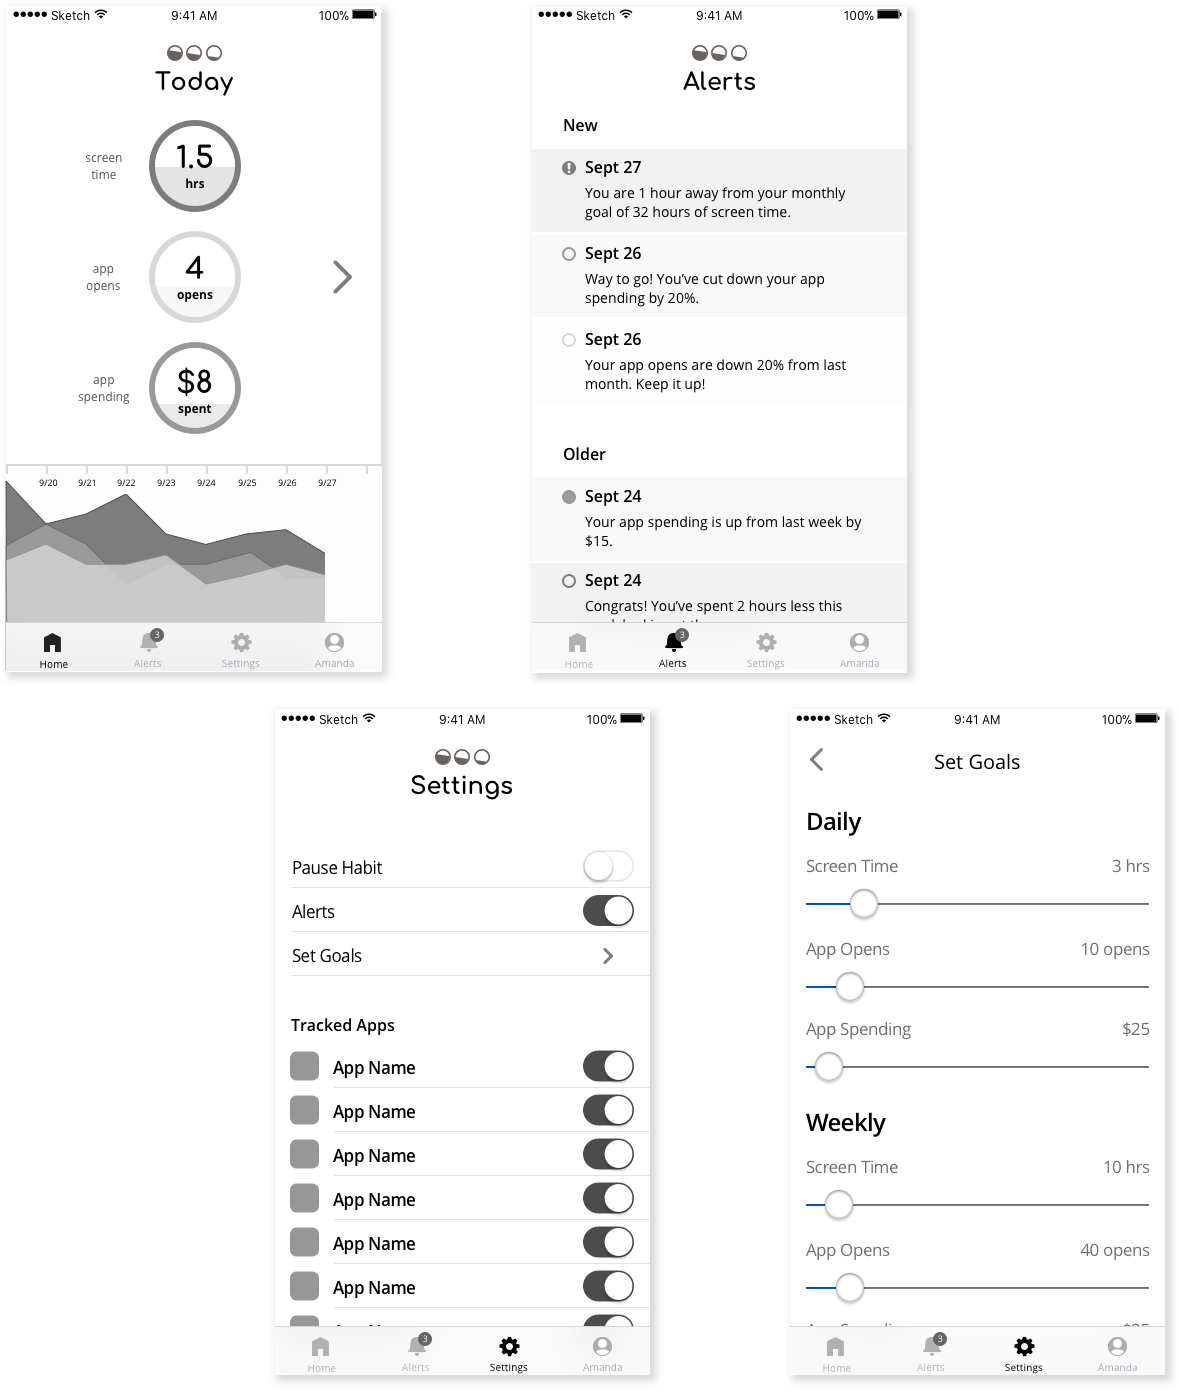 Sketch 9:41 AM 100%
Today
screen
time
1.5
hrs
app
opens
4
opens
app
spending
$8
spent
9/20 9/21 9/22 9/23 9/24 9/25 9/26 9/27
3
Home Alerts Settings Amanda
Sketch 9:41 AM 100%
Alerts
New
Sept 27
You are 1 hour away from your monthly
goal of 32 hours of screen time.
Sept 26
Way to go! You’ve cut down your app
spending by 20%.
Sept 26
Your app opens are down 20% from last
month. Keep it up!
Older
Sept 24
Your app spending is up from last week by
$15.
Sept 24
Congrats! You’ve spent 2 hours less this
3
Home Alerts Settings Amanda
Sketch 9:41 AM 100%
Settings
Pause Habit
Alerts
Set Goals
Tracked Apps
App Name
App Name
App Name
App Name
App Name
App Name
3
Home Alerts Settings Amanda
Sketch 9:41 AM 100%
Set Goals
Daily
Screen Time 3 hrs
App Opens 10 opens
App Spending $25
Weekly
Screen Time 10 hrs
App Opens 40 opens
3
Home Alerts Settings Amanda